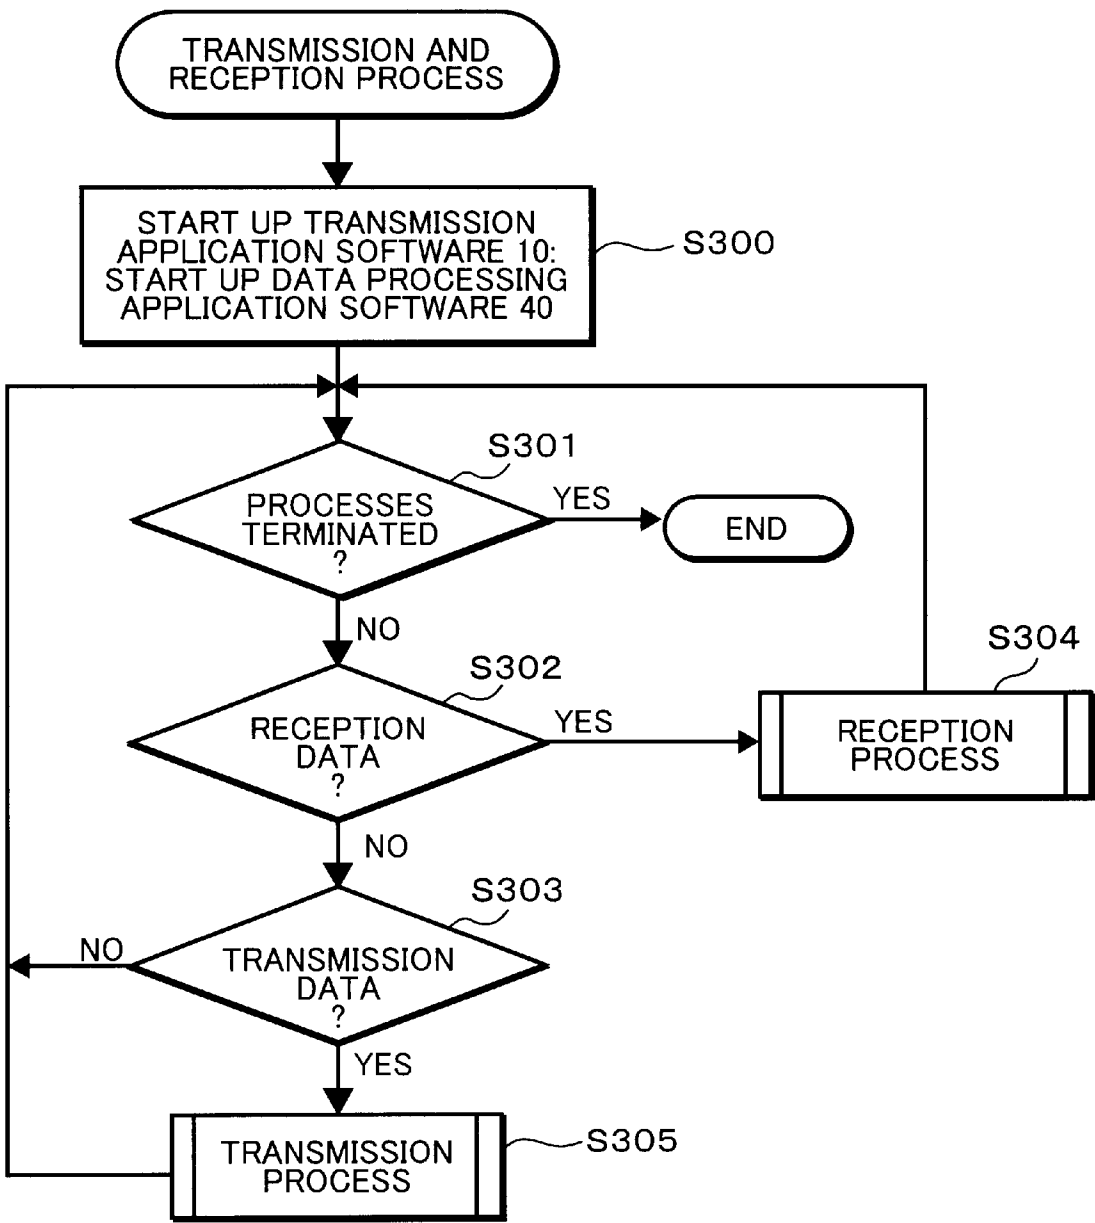 TRANSMISSION AND
RECEPTION PROCESS
START UP TRANSMISSION
APPLICATION SOFTWARE 10:
START UP DATA PROCESSING
APPLICATION SOFTWARE 40
S300
S301
PROCESSES
TERMINATED
?
YES
END
NO
S302
RECEPTION
DATA
?
YES
S304
RECEPTION
PROCESS
NO
S303
TRANSMISSION
DATA
?
NO
YES
TRANSMISSION
PROCESS
S305